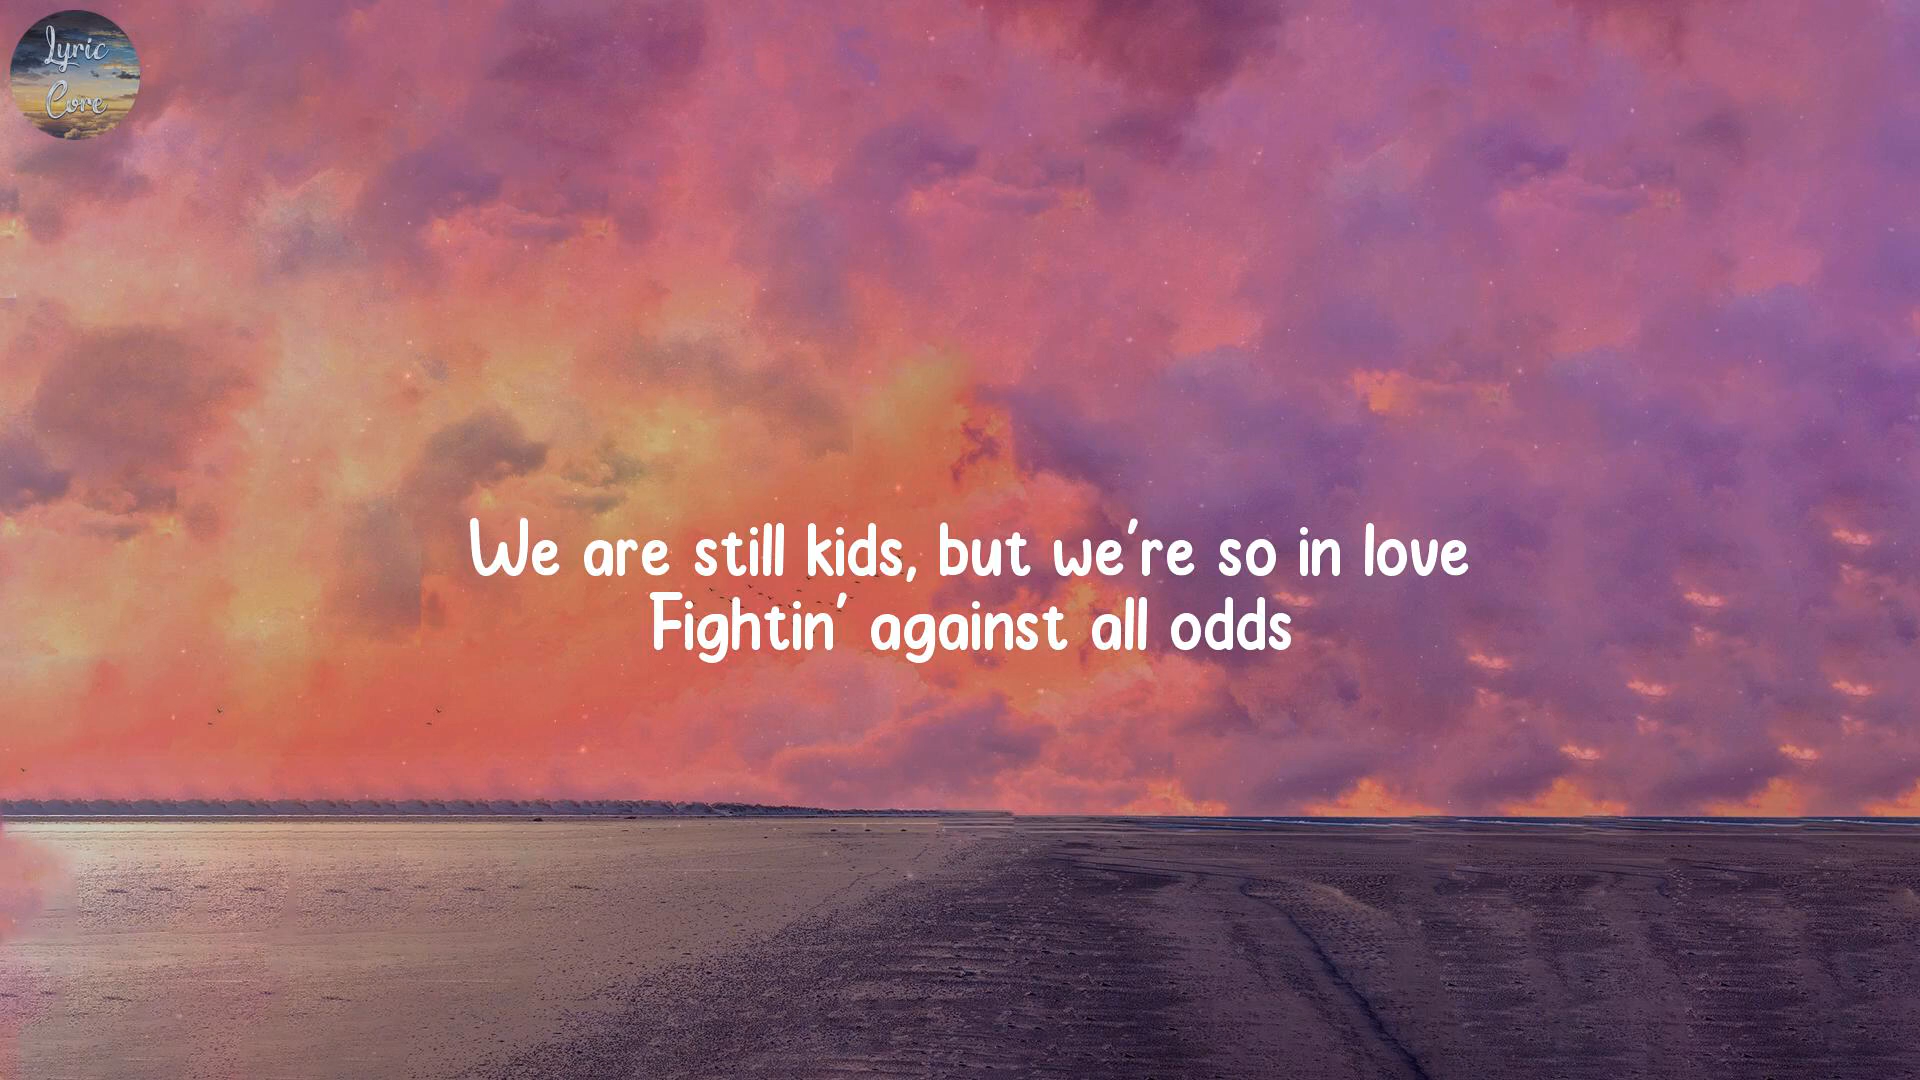 Lyric
Core
We are still kids, but we're so in love
Fightin' against all odds